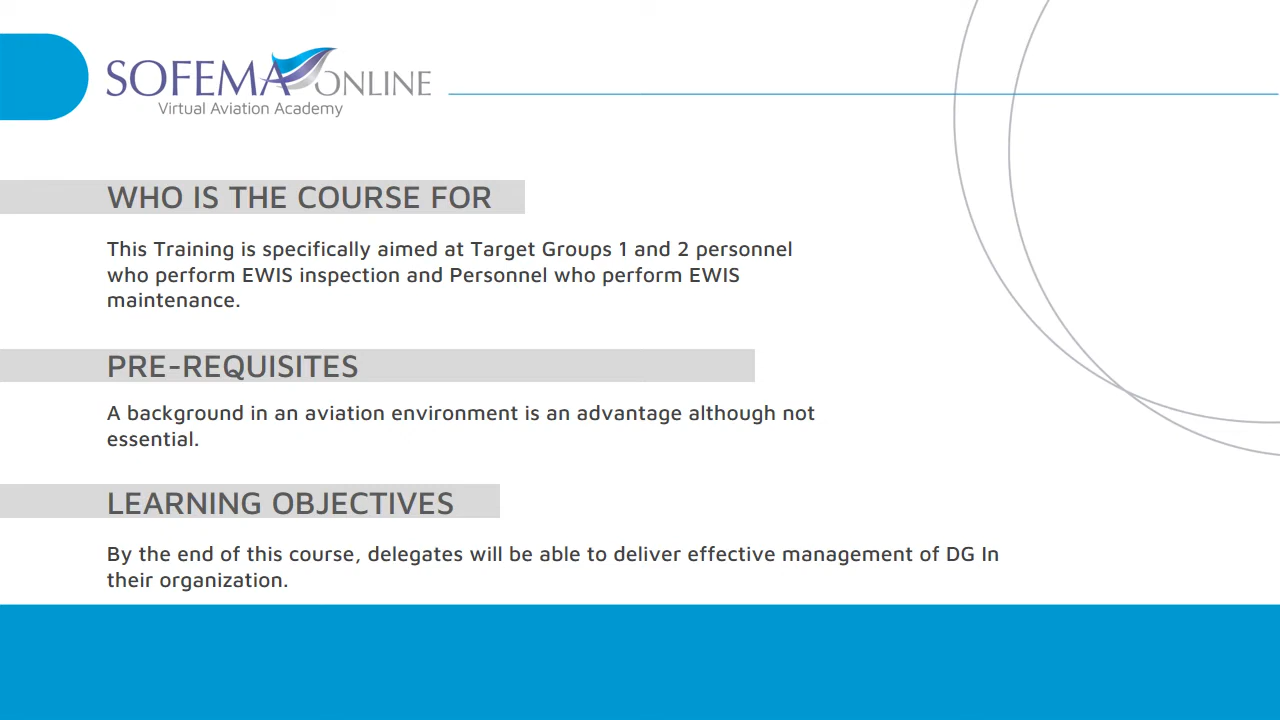 SOFEMA ONLINE
Virtual Aviation Academy
WHO IS THE COURSE FOR
This Training is specifically aimed at Target Groups 1 and 2 personnel
who perform EWIS inspection and Personnel who perform EWIS
maintenance.
PRE-REQUISITES
A background in an aviation environment is an advantage although not
essential.
LEARNING OBJECTIVES
By the end of this course, delegates will be able to deliver effective management of DG In
their organization.